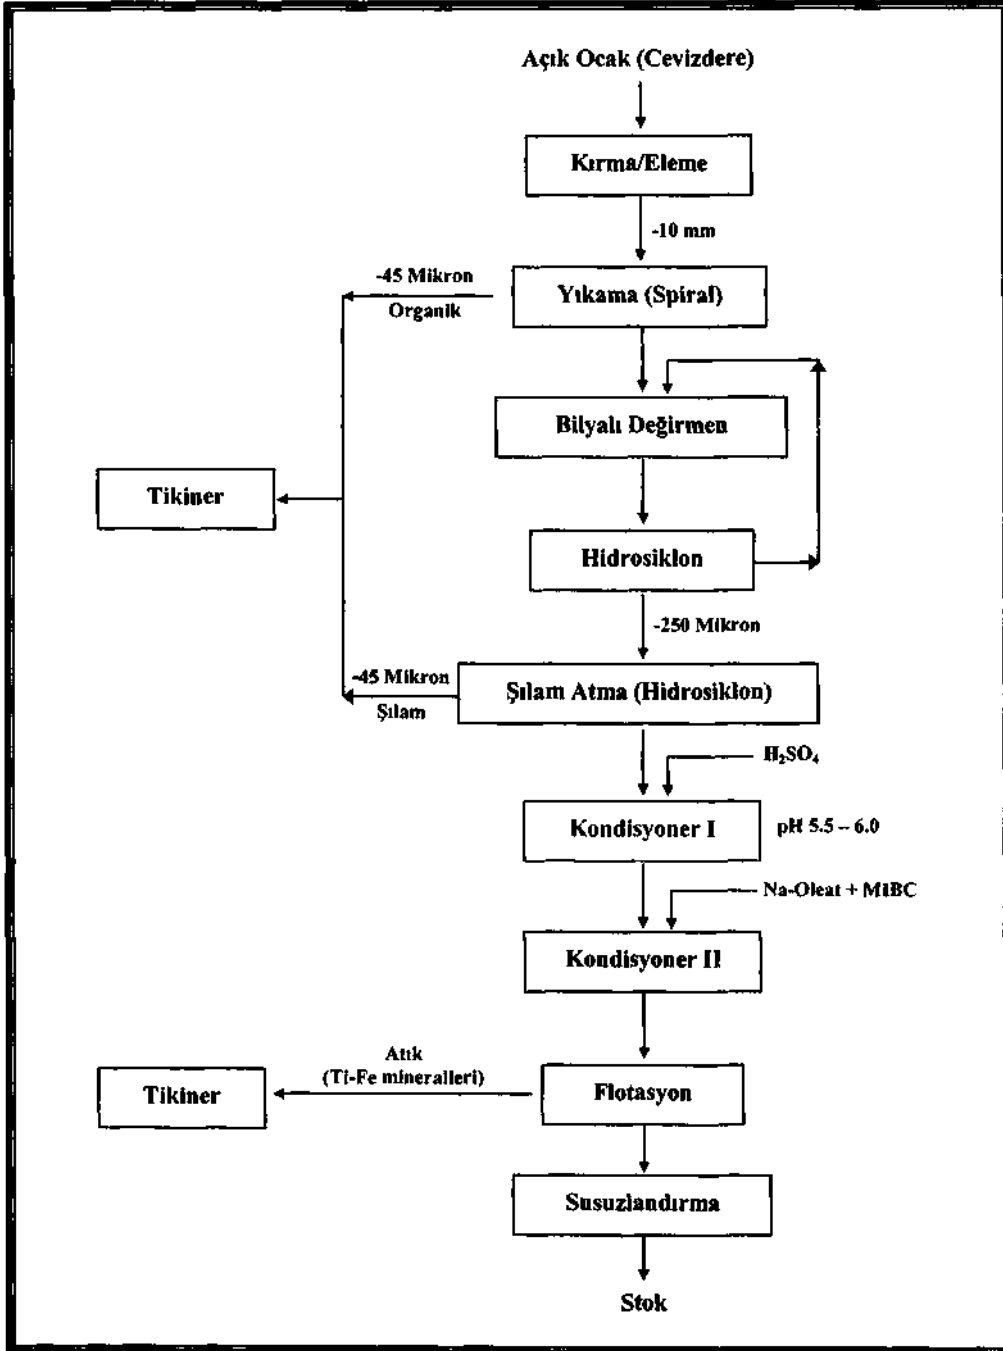 Açık Ocak (Cevizdere)
Kırma/Eleme
-10 mm
-45 Mikron
Organik
Yıkama (Spiral)
Bilyalı Değirmen
Tikiner
Hidrosiklon
-250 Mikron
-45 Mikron
Şılam
Şılam Atma (Hidrosiklon)
H₂SO₄
Kondisyoner I
pH 5.5 – 6.0
Na-Oleat + MIBC
Kondisyoner II
Atık
(Ti-Fe mineralleri)
Tikiner
Flotasyon
Susuzlandırma
Stok